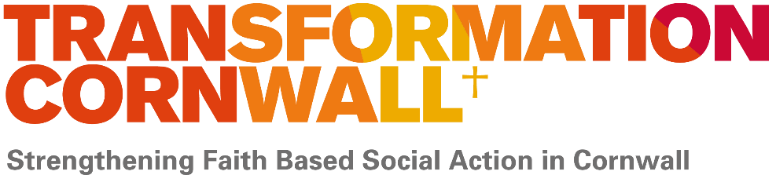 TRANSFORMATION
CORNWALL
Strengthening Faith Based Social Action in Cornwall